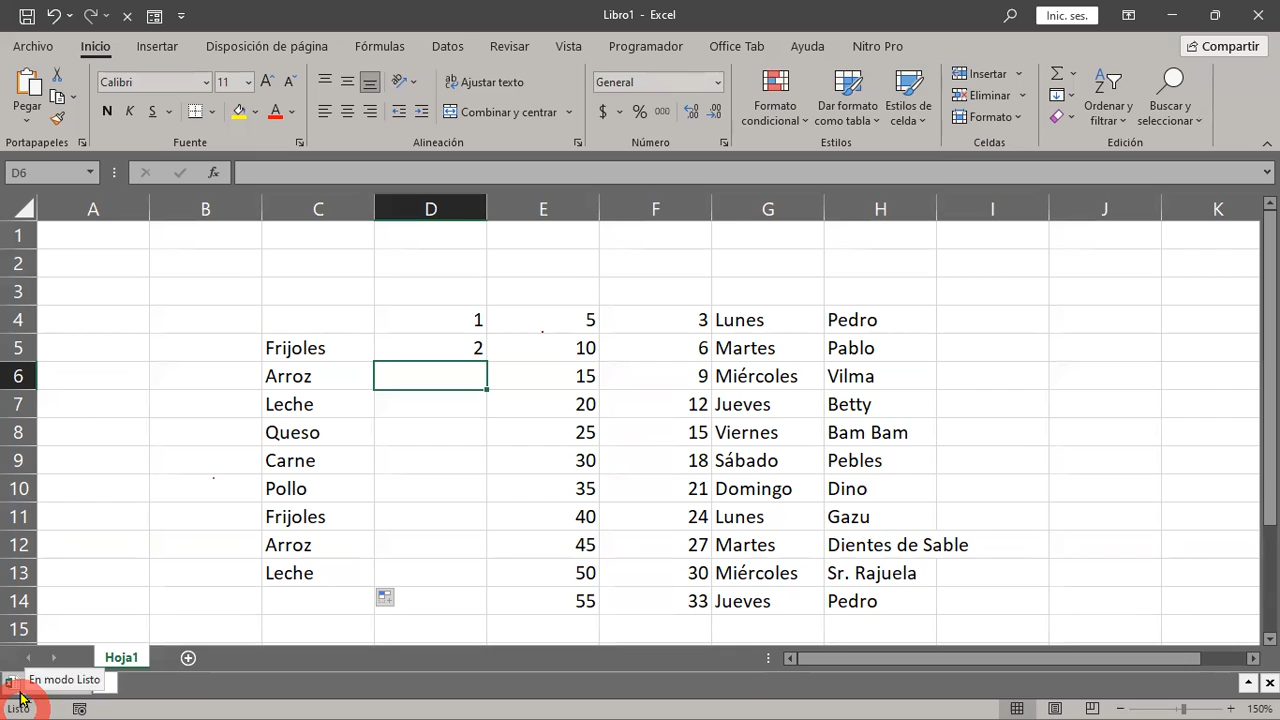 Libro1 - Excel
Inic. ses.
Archivo Inicio Insertar Disposición de página Fórmulas Datos Revisar Vista Programador Office Tab Ayuda Nitro Pro Compartir
Pegar
Calibri 11
Ajustar texto
General
Formato condicional
Dar formato como tabla
Estilos de celda
Insertar
Eliminar
Formato
Ordenar y filtrar
Buscar y seleccionar
N K S
Combinar y centrar
$ % 000
Portapapeles Fuente Alineación Número Estilos Celdas Edición
D6
A B C D E F G H I J K
1
2
3
4 1 5 3 Lunes Pedro
5 Frijoles 2 10 6 Martes Pablo
6 Arroz 15 9 Miércoles Vilma
7 Leche 20 12 Jueves Betty
8 Queso 25 15 Viernes Bam Bam
9 Carne 30 18 Sábado Pebles
10 Pollo 35 21 Domingo Dino
11 Frijoles 40 24 Lunes Gazu
12 Arroz 45 27 Martes Dientes de Sable
13 Leche 50 30 Miércoles Sr. Rajuela
14 55 33 Jueves Pedro
15
Hoja1
En modo Listo
Listo
150%